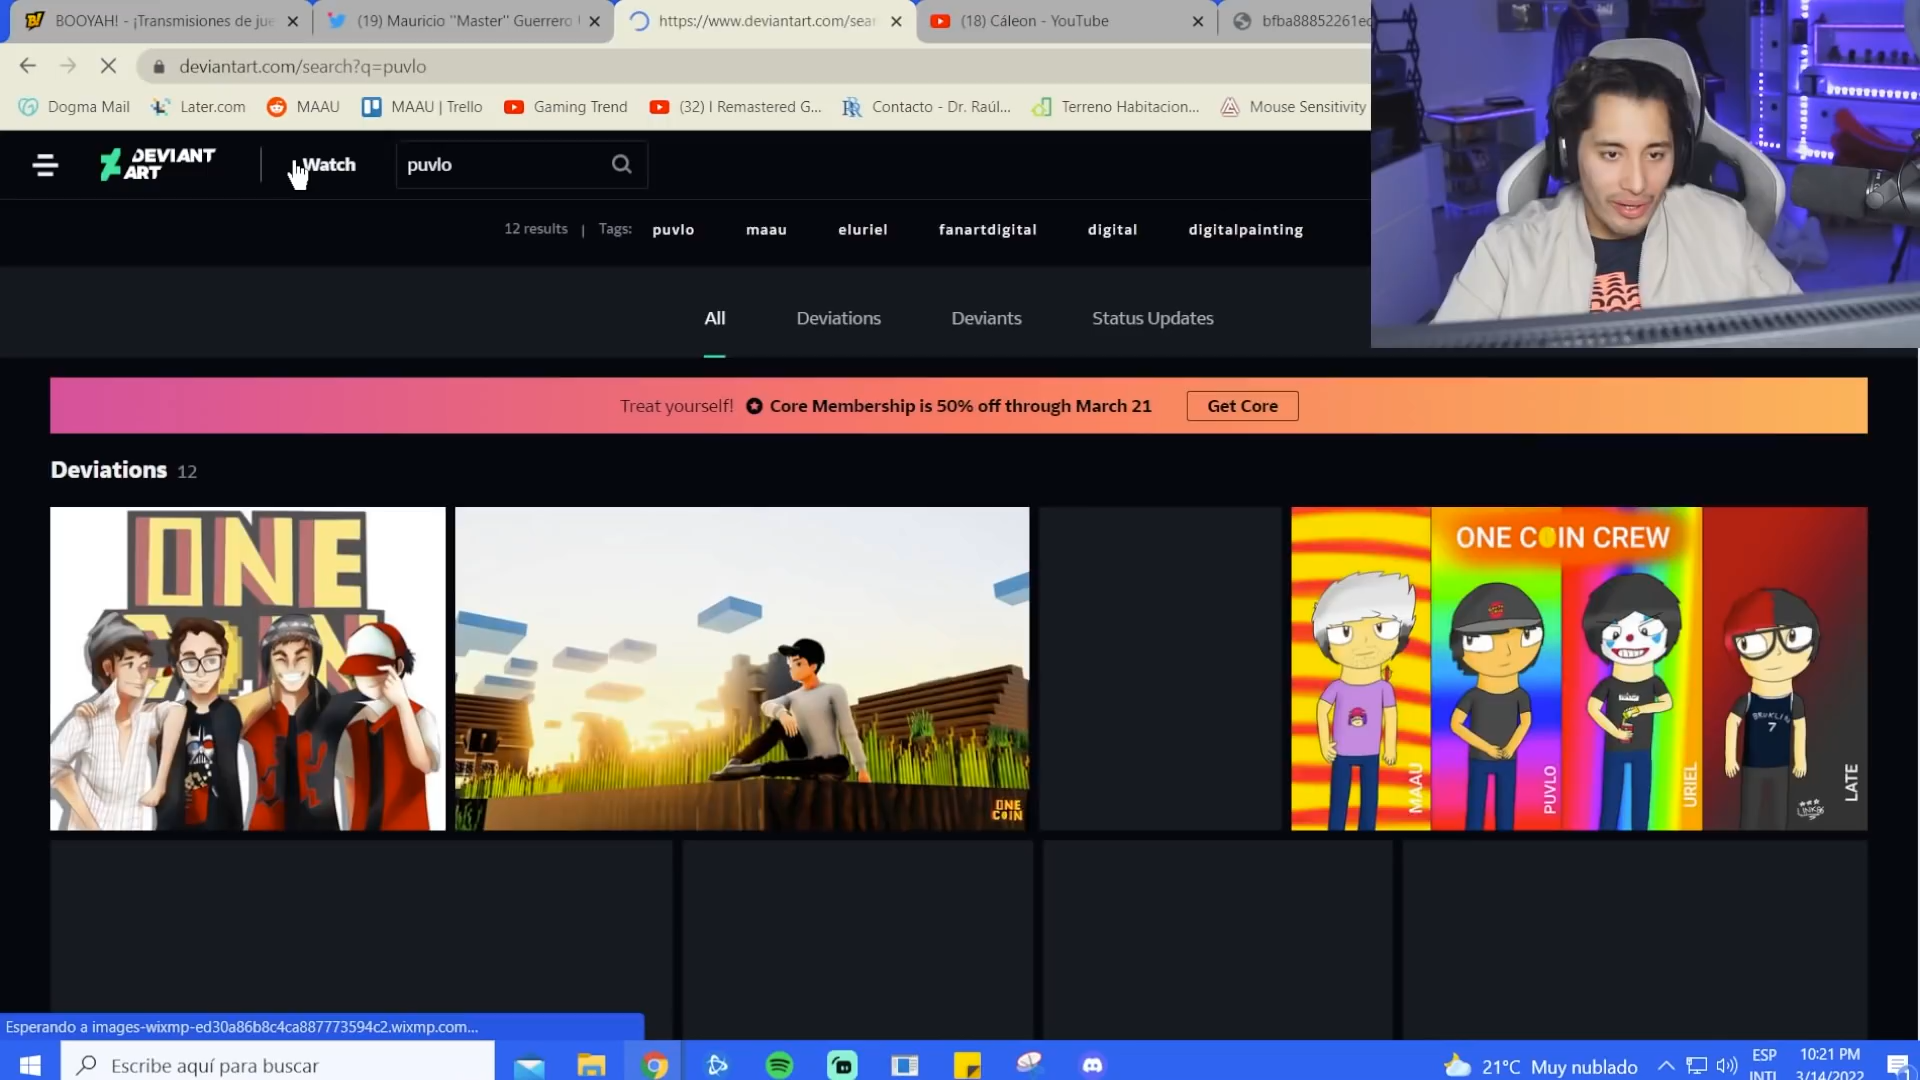 BOOYAH! - ¡Transmisiones de jue
(19) Mauricio "Master" Guerrero
https://www.deviantart.com/sear
(18) Cáleon - YouTube
bfba88852261ed
deviantart.com/search?q=puvlo
Dogma Mail
Later.com
MAAU
MAAU | Trello
Gaming Trend
(32) I Remastered G...
Contacto - Dr. Raúl...
Terreno Habitacion...
Mouse Sensitivity
DEVIANT
ART
Watch
puvlo
12 results | Tags: puvlo maau eluriel fanartdigital digital digitalpainting
All
Deviations
Deviants
Status Updates
Treat yourself! Core Membership is 50% off through March 21
Get Core
Deviations 12
ONE
ONE
COIN
ONE COIN CREW
MAAU
PUVLO
URIEL
BROOKLIN
7
LATE
Esperando a images-wixmp-ed30a86b8c4ca887773594c2.wixmp.com...
Escribe aquí para buscar
21°C Muy nublado
ESP
INTL
10:21 PM
3/14/2022
1